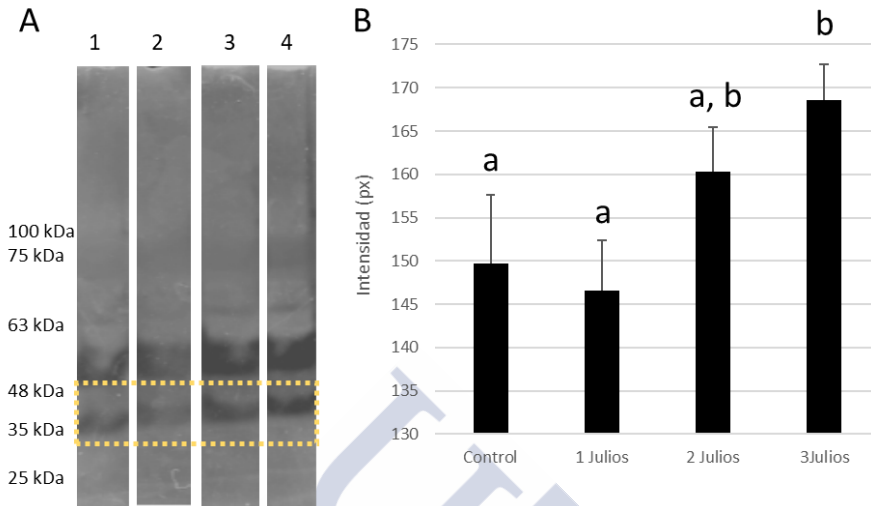 A
1 2 3 4
100 kDa
75 kDa
63 kDa
48 kDa
35 kDa
25 kDa
B
175
170
165
160
155
150
145
140
135
130
Intensidad (px)
a
a
a, b
b
Control
1 Julios
2 Julios
3Julios